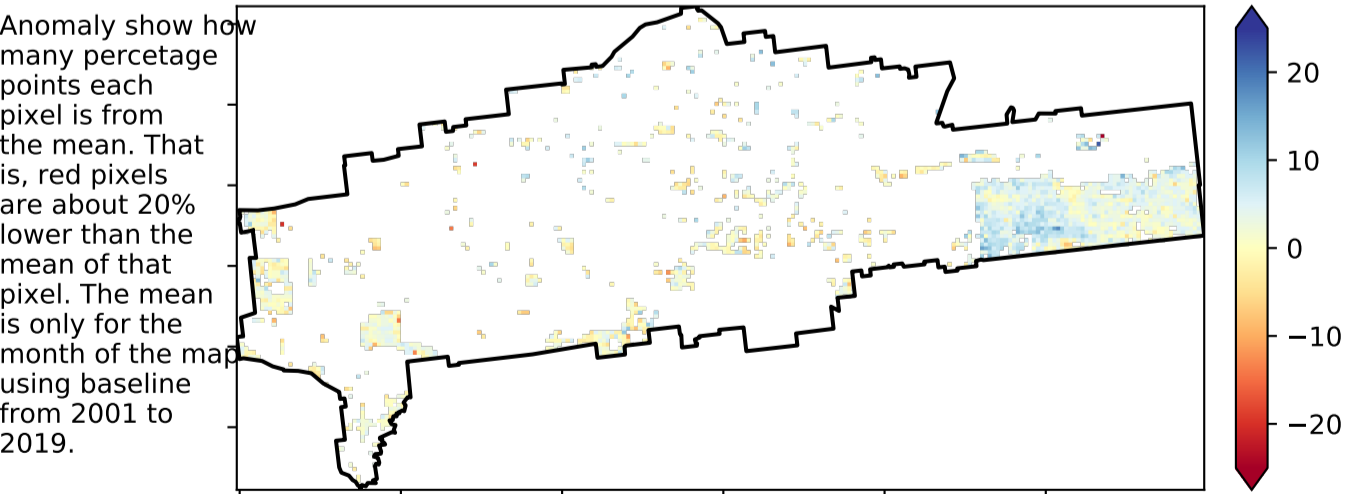 Anomaly show how
many percetage
points each
pixel is from
the mean. That
is, red pixels
are about 20%
lower than the
mean of that
pixel. The mean
is only for the
month of the map
using baseline
from 2001 to
2019.
20
10
0
−10
−20